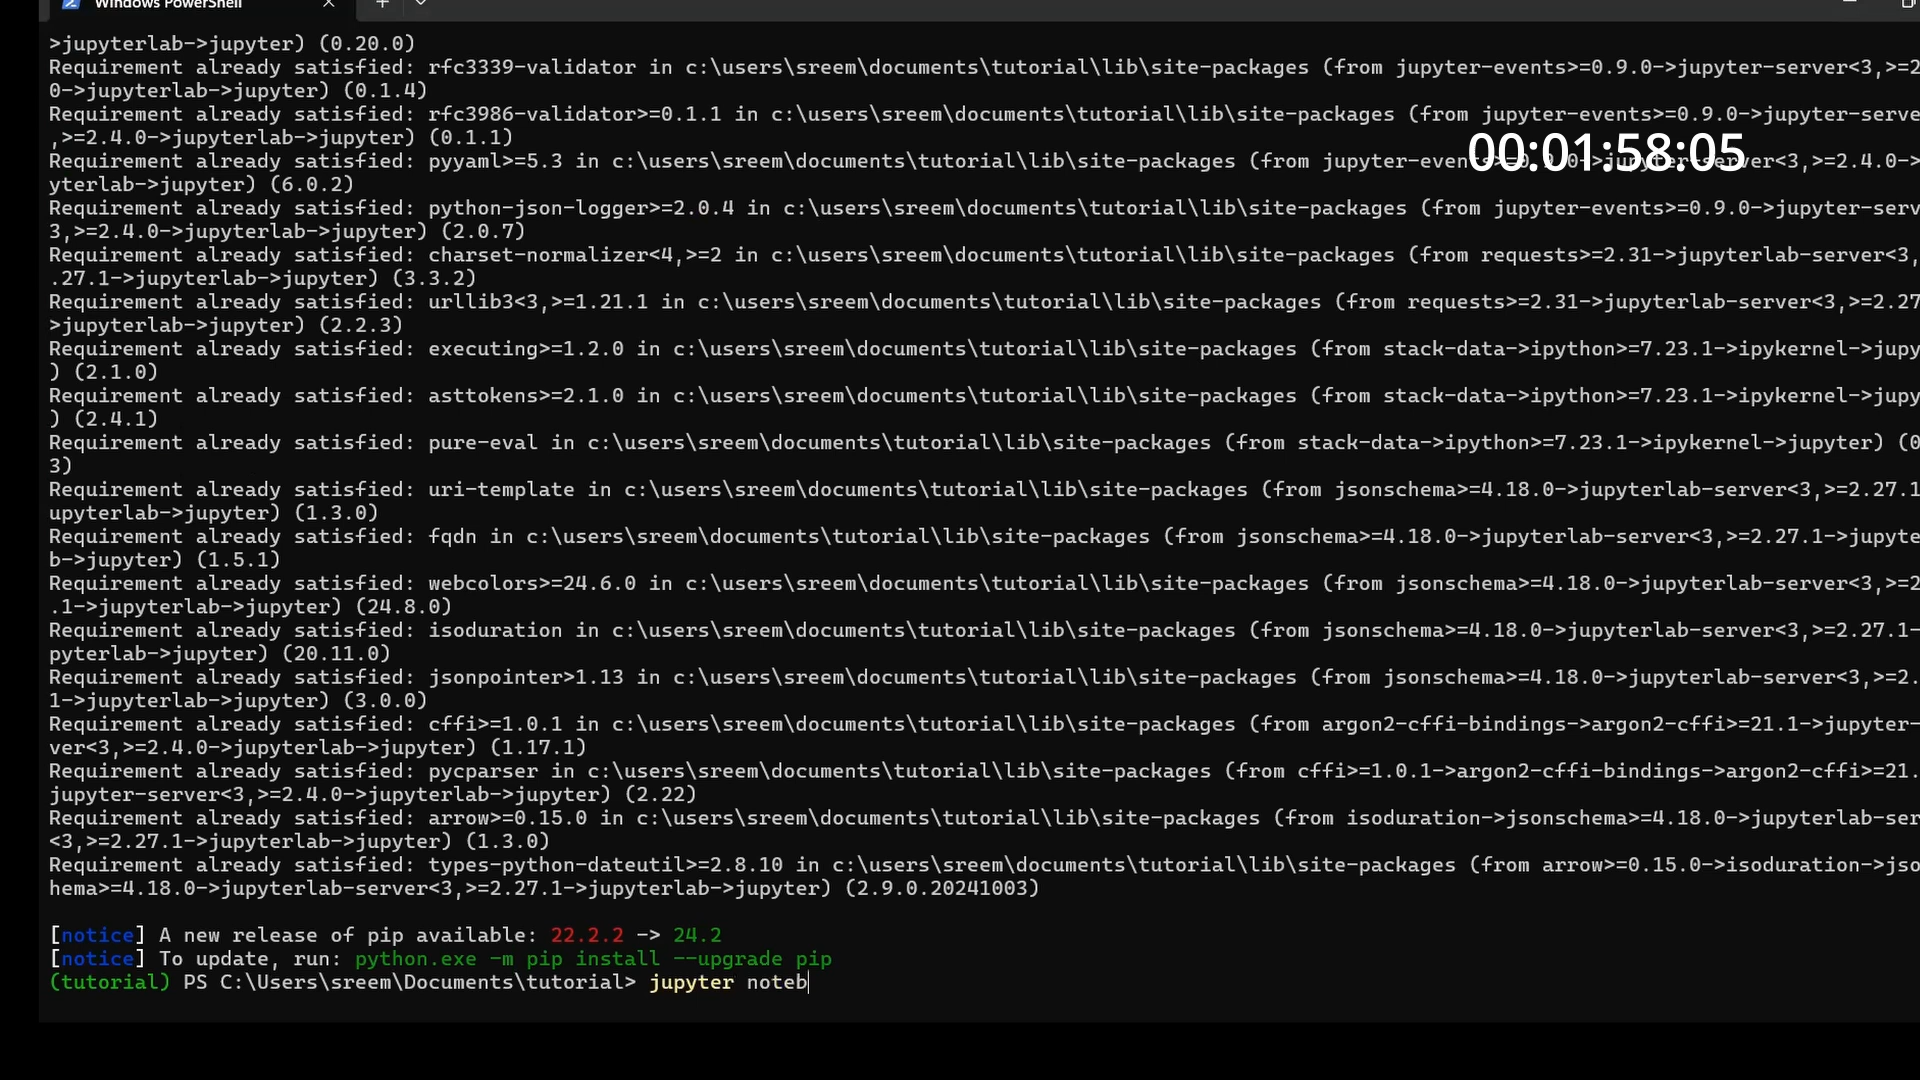 Windows PowerShell
>jupyterlab->jupyter) (0.20.0)
Requirement already satisfied: rfc3339-validator in c:\users\sreem\documents\tutorial\lib\site-packages (from jupyter-events>=0.9.0->jupyter-server<3,>=2
0->jupyterlab->jupyter) (0.1.4)
Requirement already satisfied: rfc3986-validator>=0.1.1 in c:\users\sreem\documents\tutorial\lib\site-packages (from jupyter-events>=0.9.0->jupyter-serve
,>=2.4.0->jupyterlab->jupyter) (0.1.1)
00:01:58:05
Requirement already satisfied: pyyaml>=5.3 in c:\users\sreem\documents\tutorial\lib\site-packages (from jupyter-events>=0.9.0->jupyter-server<3,>=2.4.0->
yterlab->jupyter) (6.0.2)
Requirement already satisfied: python-json-logger>=2.0.4 in c:\users\sreem\documents\tutorial\lib\site-packages (from jupyter-events>=0.9.0->jupyter-serv
3,>=2.4.0->jupyterlab->jupyter) (2.0.7)
Requirement already satisfied: charset-normalizer<4,>=2 in c:\users\sreem\documents\tutorial\lib\site-packages (from requests>=2.31->jupyterlab-server<3,
.27.1->jupyterlab->jupyter) (3.3.2)
Requirement already satisfied: urllib3<3,>=1.21.1 in c:\users\sreem\documents\tutorial\lib\site-packages (from requests>=2.31->jupyterlab-server<3,>=2.27
>jupyterlab->jupyter) (2.2.3)
Requirement already satisfied: executing>=1.2.0 in c:\users\sreem\documents\tutorial\lib\site-packages (from stack-data->ipython>=7.23.1->ipykernel->jupy
) (2.1.0)
Requirement already satisfied: asttokens>=2.1.0 in c:\users\sreem\documents\tutorial\lib\site-packages (from stack-data->ipython>=7.23.1->ipykernel->jupy
) (2.4.1)
Requirement already satisfied: pure-eval in c:\users\sreem\documents\tutorial\lib\site-packages (from stack-data->ipython>=7.23.1->ipykernel->jupyter) (0
3)
Requirement already satisfied: uri-template in c:\users\sreem\documents\tutorial\lib\site-packages (from jsonschema>=4.18.0->jupyterlab-server<3,>=2.27.1
upyterlab->jupyter) (1.3.0)
Requirement already satisfied: fqdn in c:\users\sreem\documents\tutorial\lib\site-packages (from jsonschema>=4.18.0->jupyterlab-server<3,>=2.27.1->jupyte
b->jupyter) (1.5.1)
Requirement already satisfied: webcolors>=24.6.0 in c:\users\sreem\documents\tutorial\lib\site-packages (from jsonschema>=4.18.0->jupyterlab-server<3,>=2
.1->jupyterlab->jupyter) (24.8.0)
Requirement already satisfied: isoduration in c:\users\sreem\documents\tutorial\lib\site-packages (from jsonschema>=4.18.0->jupyterlab-server<3,>=2.27.1-
pyterlab->jupyter) (20.11.0)
Requirement already satisfied: jsonpointer>1.13 in c:\users\sreem\documents\tutorial\lib\site-packages (from jsonschema>=4.18.0->jupyterlab-server<3,>=2.
1->jupyterlab->jupyter) (3.0.0)
Requirement already satisfied: cffi>=1.0.1 in c:\users\sreem\documents\tutorial\lib\site-packages (from argon2-cffi-bindings->argon2-cffi>=21.1->jupyter-
ver<3,>=2.4.0->jupyterlab->jupyter) (1.17.1)
Requirement already satisfied: pycparser in c:\users\sreem\documents\tutorial\lib\site-packages (from cffi>=1.0.1->argon2-cffi-bindings->argon2-cffi>=21.
jupyter-server<3,>=2.4.0->jupyterlab->jupyter) (2.22)
Requirement already satisfied: arrow>=0.15.0 in c:\users\sreem\documents\tutorial\lib\site-packages (from isoduration->jsonschema>=4.18.0->jupyterlab-ser
<3,>=2.27.1->jupyterlab->jupyter) (1.3.0)
Requirement already satisfied: types-python-dateutil>=2.8.10 in c:\users\sreem\documents\tutorial\lib\site-packages (from arrow>=0.15.0->isoduration->jso
hema>=4.18.0->jupyterlab-server<3,>=2.27.1->jupyterlab->jupyter) (2.9.0.20241003)
[notice] A new release of pip available: 22.2.2 -> 24.2
[notice] To update, run: python.exe -m pip install --upgrade pip
(tutorial) PS C:\Users\sreem\Documents\tutorial> jupyter noteb